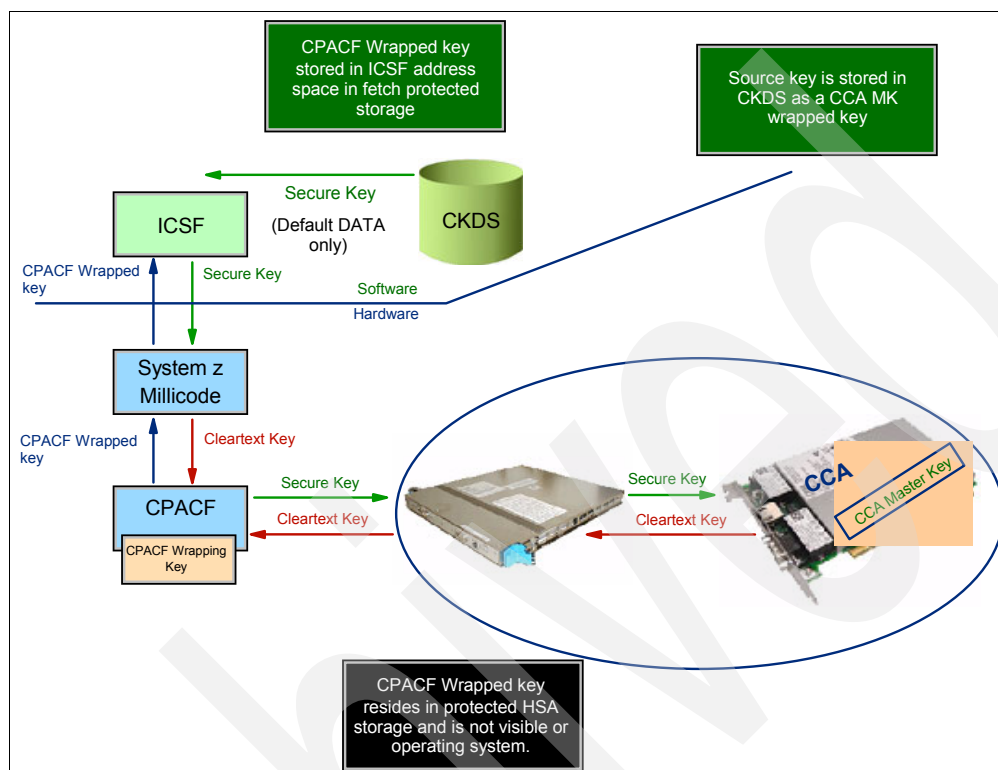 CPACF Wrapped key
stored in ICSF address
space in fetch protected
storage
Source key is stored in
CKDS as a CCA MK
wrapped key
Secure Key
(Default DATA
only)
CKDS
ICSF
CPACF Wrapped
key
Secure Key
Software
Hardware
System z
Millicode
CPACF Wrapped
key
Cleartext Key
CPACF
CPACF Wrapping
Key
Secure Key
Cleartext Key
Secure Key
Cleartext Key
CCA
CCA Master Key
CPACF Wrapped key
resides in protected HSA
storage and is not visible or
operating system.